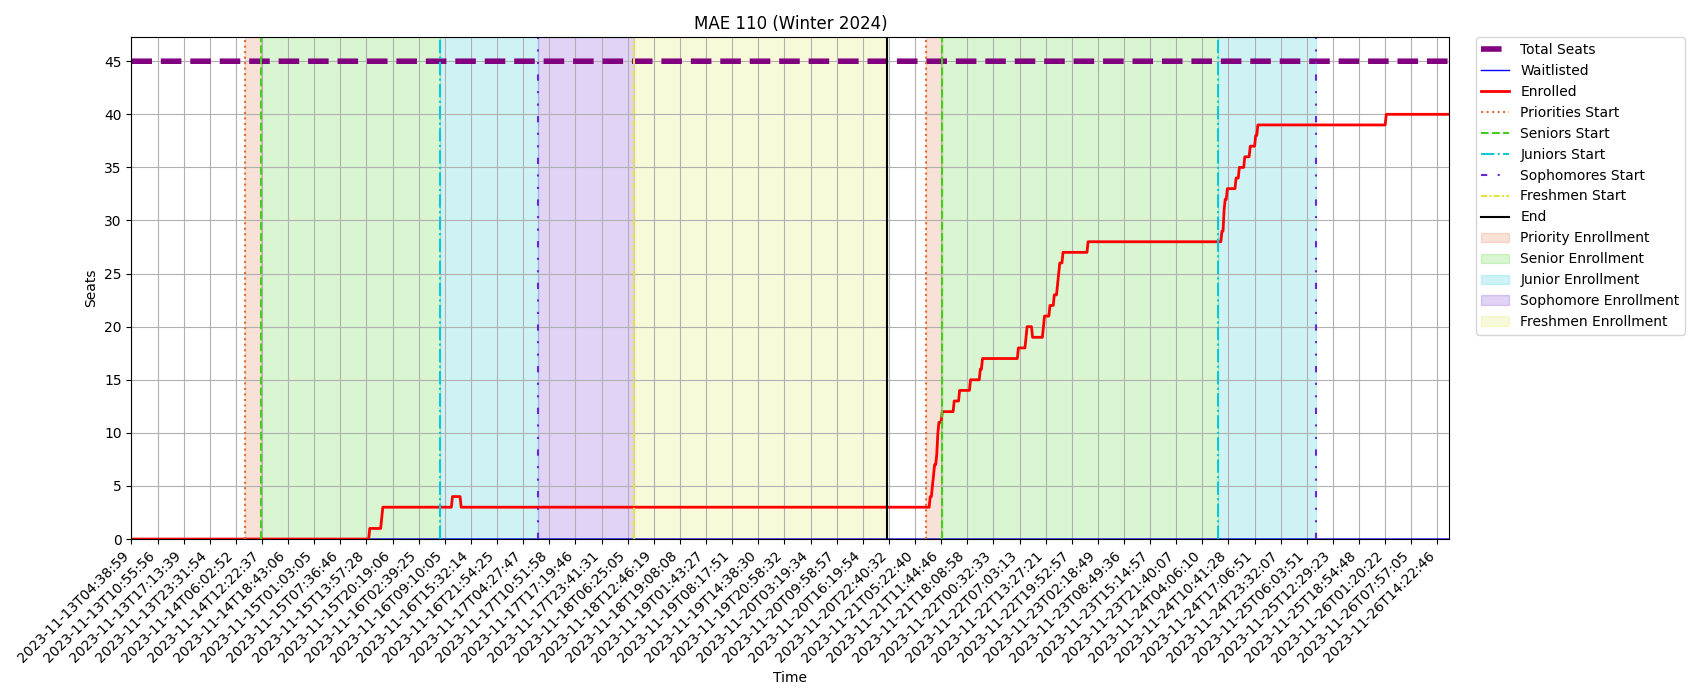 MAE 110 (Winter 2024)
Seats
45
40
35
30
25
20
15
10
5
0
2023-11-13T04:38:59
2023-11-13T10:55:56
2023-11-13T17:13:39
2023-11-13T23:31:54
2023-11-14T06:02:52
2023-11-14T12:22:37
2023-11-14T18:43:06
2023-11-15T01:03:05
2023-11-15T07:36:46
2023-11-15T13:57:28
2023-11-15T20:19:06
2023-11-16T02:39:25
2023-11-16T09:10:05
2023-11-16T15:32:14
2023-11-16T21:54:25
2023-11-17T04:27:47
2023-11-17T10:51:58
2023-11-17T17:19:46
2023-11-17T23:41:31
2023-11-18T06:25:05
2023-11-18T12:46:19
2023-11-18T19:08:08
2023-11-19T01:43:27
2023-11-19T08:17:51
2023-11-19T14:38:30
2023-11-19T20:58:32
2023-11-20T03:19:34
2023-11-20T09:58:57
2023-11-20T16:19:54
2023-11-20T22:40:32
2023-11-21T05:22:40
2023-11-21T11:44:46
2023-11-21T18:08:58
2023-11-22T00:32:33
2023-11-22T07:03:13
2023-11-22T13:27:21
2023-11-22T19:52:57
2023-11-23T02:18:49
2023-11-23T08:49:36
2023-11-23T15:14:57
2023-11-23T21:40:07
2023-11-24T04:06:10
2023-11-24T10:41:28
2023-11-24T17:06:51
2023-11-24T23:32:07
2023-11-25T06:03:51
2023-11-25T12:29:23
2023-11-25T18:54:48
2023-11-26T01:20:22
2023-11-26T07:57:05
2023-11-26T14:22:46
Time
Total Seats
Waitlisted
Enrolled
Priorities Start
Seniors Start
Juniors Start
Sophomores Start
Freshmen Start
End
Priority Enrollment
Senior Enrollment
Junior Enrollment
Sophomore Enrollment
Freshmen Enrollment